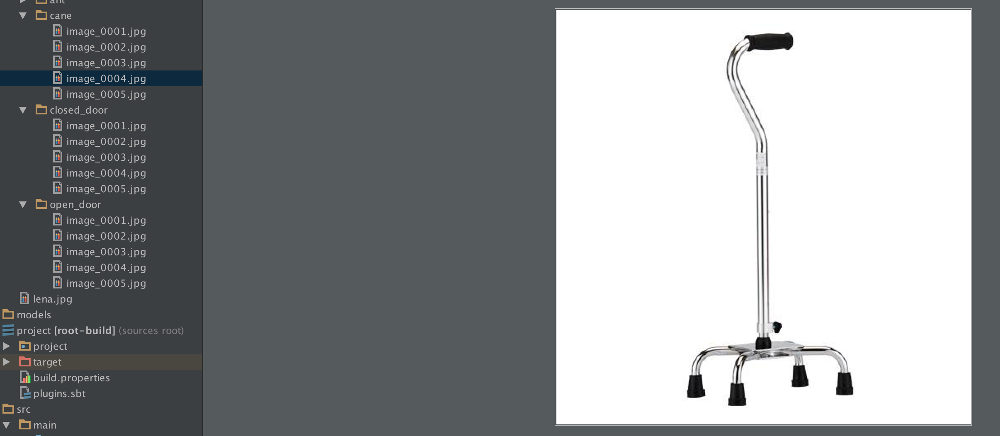 ant
cane
image_0001.jpg
image_0002.jpg
image_0003.jpg
image_0004.jpg
image_0005.jpg
closed_door
image_0001.jpg
image_0002.jpg
image_0003.jpg
image_0004.jpg
image_0005.jpg
open_door
image_0001.jpg
image_0002.jpg
image_0003.jpg
image_0004.jpg
image_0005.jpg
lena.jpg
models
project [root-build] (sources root)
project
target
build.properties
plugins.sbt
src
main